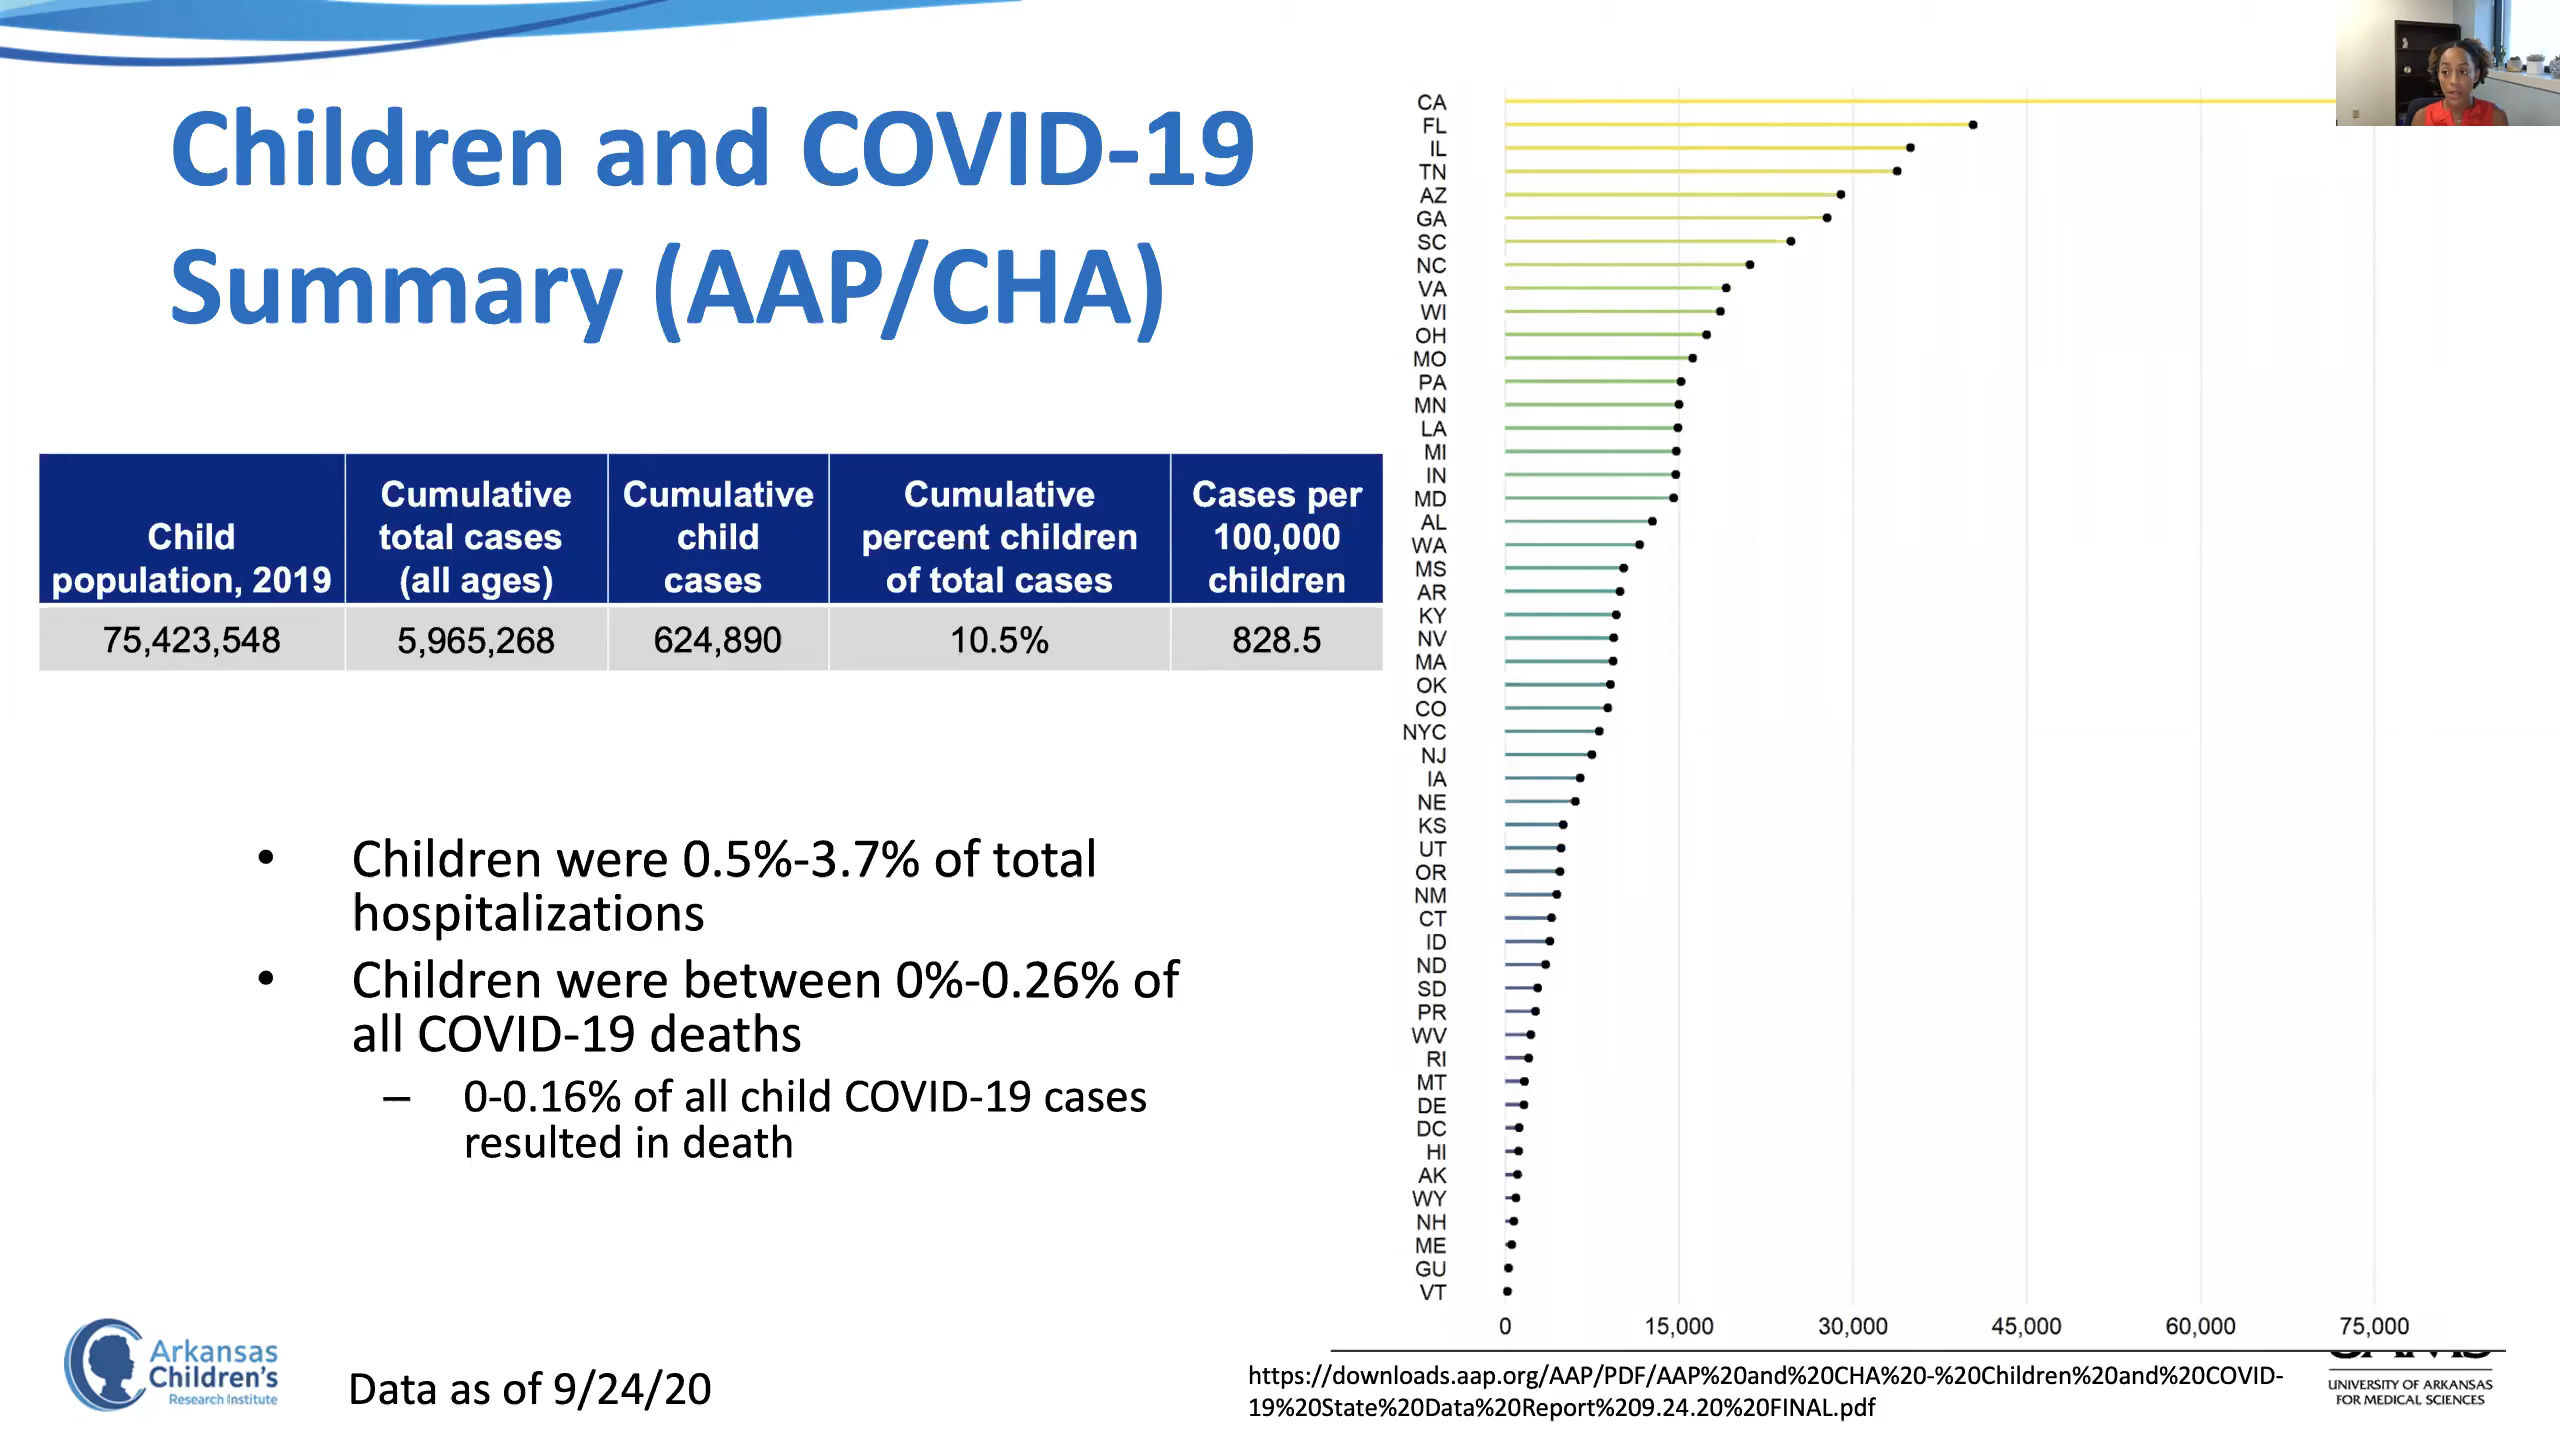 Children and COVID-19
Summary (AAP/CHA)
Child
population, 2019
Cumulative
total cases
(all ages)
Cumulative
child
cases
Cumulative
percent children
of total cases
Cases per
100,000
children
75,423,548
5,965,268
624,890
10.5%
828.5
• Children were 0.5%-3.7% of total
hospitalizations
• Children were between 0%-0.26% of
all COVID-19 deaths
– 0-0.16% of all child COVID-19 cases
resulted in death
CA
FL
IL
TN
AZ
GA
SC
NC
VA
WI
OH
MO
PA
MN
LA
MI
IN
MD
AL
WA
MS
AR
KY
NV
MA
OK
CO
NYC
NJ
IA
NE
KS
UT
OR
NM
CT
ID
ND
SD
PR
WV
RI
MT
DE
DC
HI
AK
WY
NH
ME
GU
VT
0 15,000 30,000 45,000 60,000 75,000
Arkansas
Children's
Research Institute
Data as of 9/24/20
https://downloads.aap.org/AAP/PDF/AAP%20and%20CHA%20-%20Children%20and%20COVID-
19%20State%20Data%20Report%209.24.20%20FINAL.pdf
UNIVERSITY OF ARKANSAS
FOR MEDICAL SCIENCES